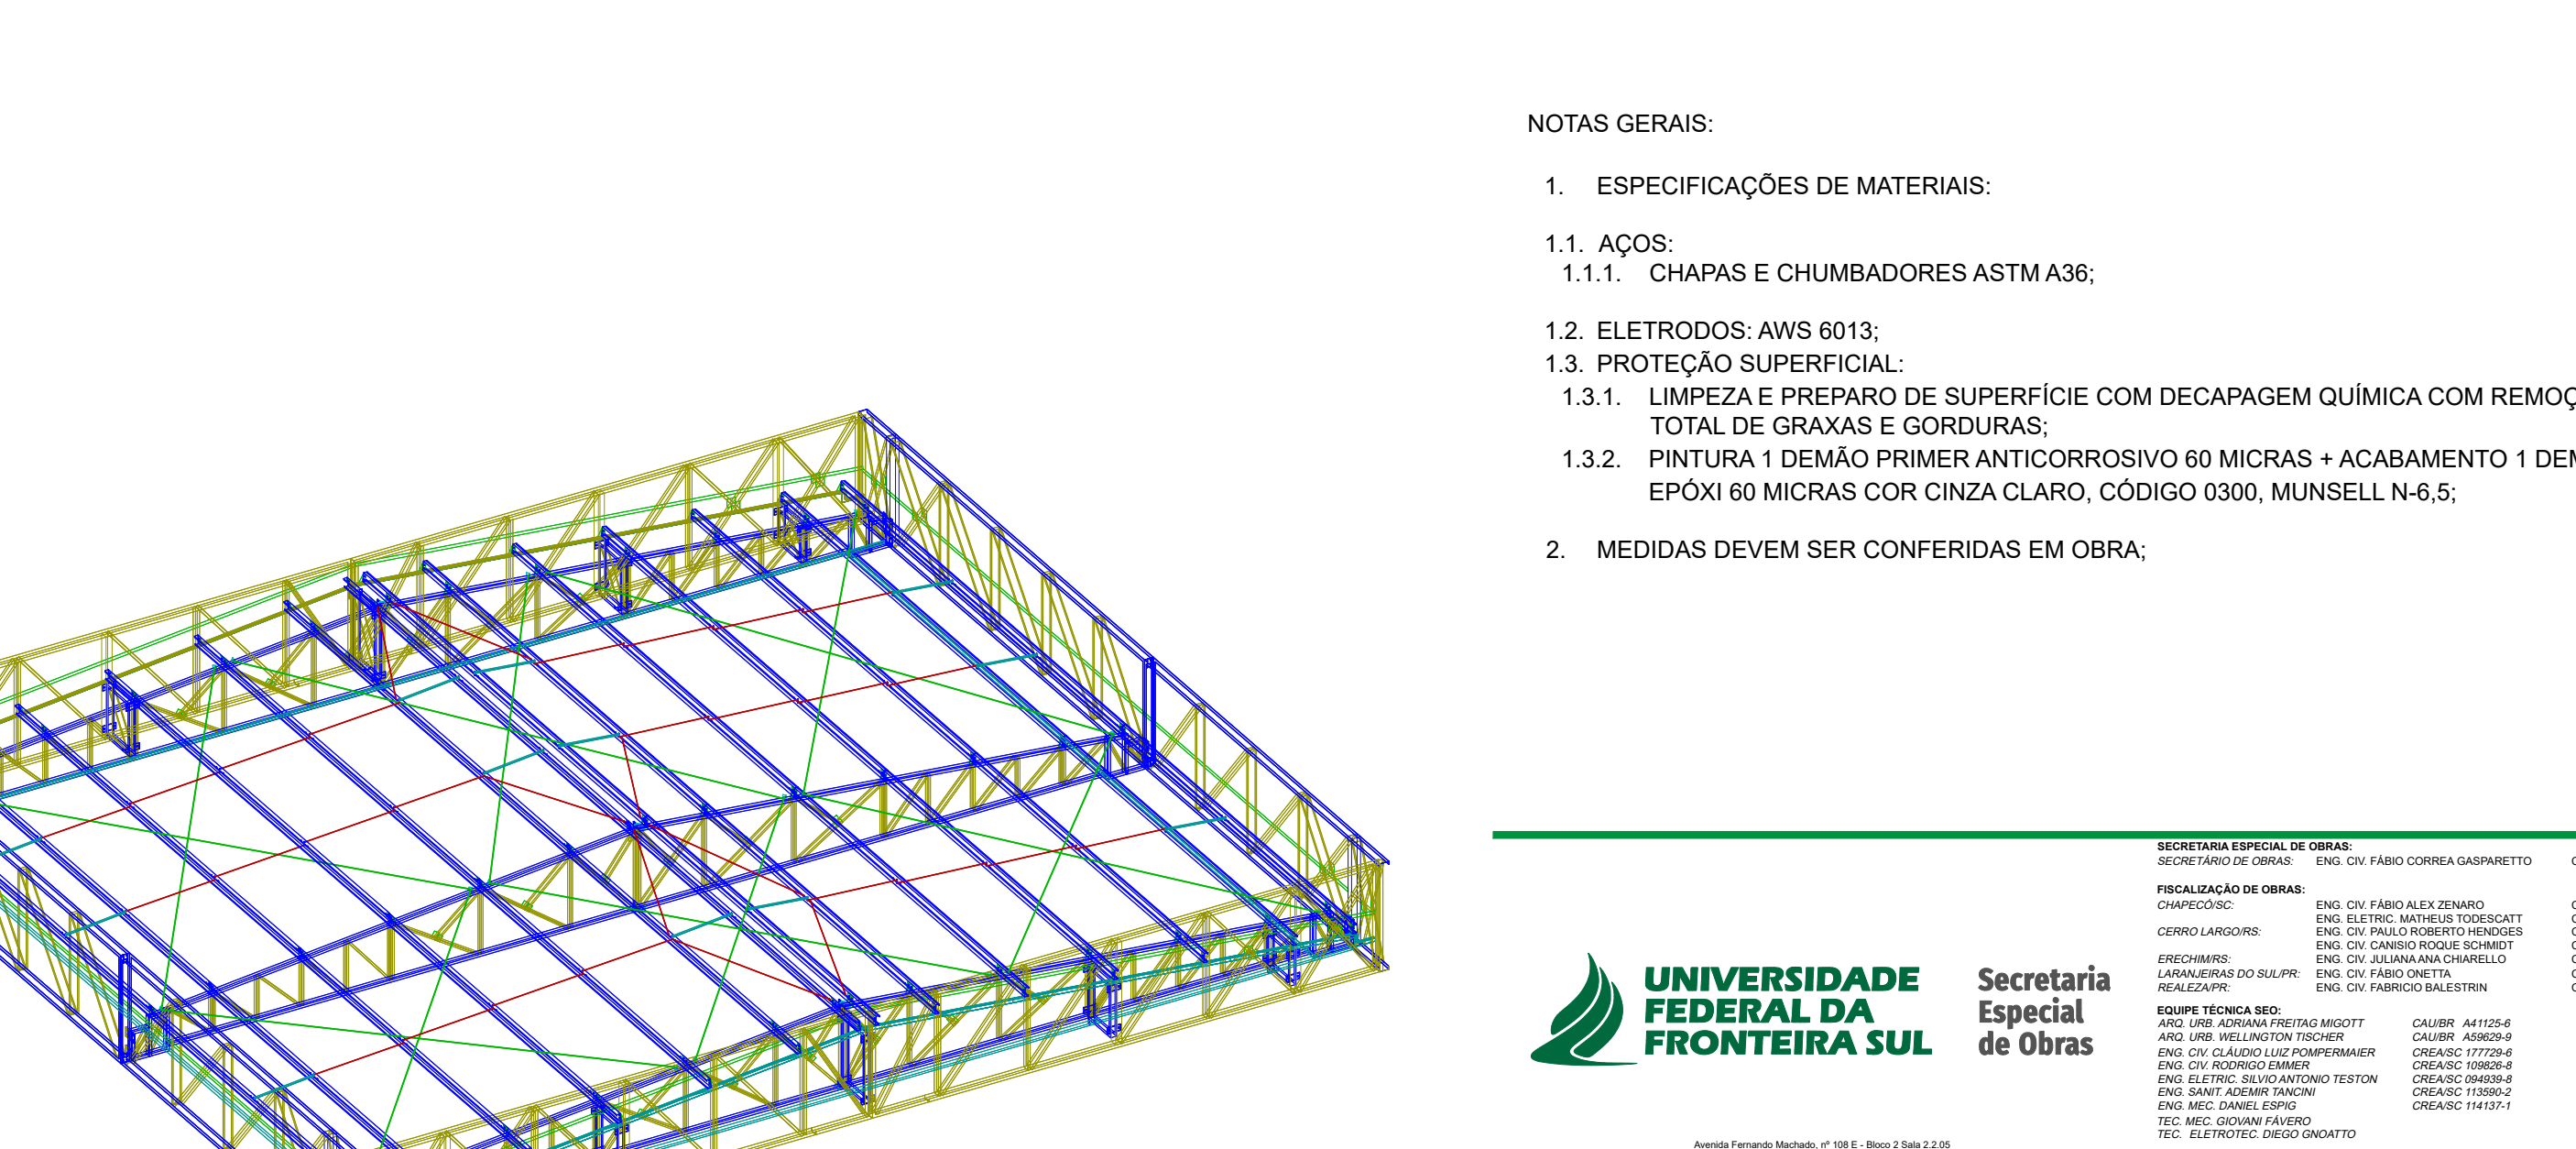 NOTAS GERAIS:
1. ESPECIFICAÇÕES DE MATERIAIS:
1.1. AÇOS:
1.1.1. CHAPAS E CHUMBADORES ASTM A36;
1.2. ELETRODOS: AWS 6013;
1.3. PROTEÇÃO SUPERFICIAL:
1.3.1. LIMPEZA E PREPARO DE SUPERFÍCIE COM DECAPAGEM QUÍMICA COM
TOTAL DE GRAXAS E GORDURAS;
1.3.2. PINTURA 1 DEMÃO PRIMER ANTICORROSIVO 60 MICRAS + ACABAMENTO 1
EPÓXI 60 MICRAS COR CINZA CLARO, CÓDIGO 0300, MUNSELL N-6,5;
2. MEDIDAS DEVEM SER CONFERIDAS EM OBRA;
UNIVERSIDADE
FEDERAL DA
FRONTEIRA SUL
Secretaria
Especial
de Obras
Avenida Fernando Machado, nº 108 E - Bloco 2 Sala 2.2.05
SECRETARIA ESPECIAL DE OBRAS:
SECRETÁRIO DE OBRAS: ENG. CIV. FÁBIO CORREA GASPARETTO
FISCALIZAÇÃO DE OBRAS:
CHAPECÓ/SC: ENG. CIV. FÁBIO ALEX ZENARO
ENG. ELETRIC. MATHEUS TODESCATT
CERRO LARGO/RS: ENG. CIV. PAULO ROBERTO HENDGES
ENG. CIV. CANISIO ROQUE SCHMIDT
ERECHIM/RS: ENG. CIV. JULIANA ANA CHIARELLO
LARANJEIRAS DO SUL/PR: ENG. CIV. FÁBIO ONETTA
REALEZA/PR: ENG. CIV. FABRICIO BALESTRIN
EQUIPE TÉCNICA SEO:
ARQ. URB. ADRIANA FREITAG MIGOTT CAU/BR A41125-6
ARQ. URB. WELLINGTON TISCHER CAU/BR A59629-9
ENG. CIV. CLÁUDIO LUIZ POMPERMAIER CREA/SC 177729-6
ENG. CIV. RODRIGO EMMER CREA/SC 109826-8
ENG. ELETRIC. SILVIO ANTONIO TESTON CREA/SC 094939-8
ENG. SANIT. ADEMIR TANCINI CREA/SC 113590-2
ENG. MEC. DANIEL ESPIG CREA/SC 114137-1
TEC. MEC. GIOVANI FÁVERO
TEC. ELETROTEC. DIEGO GNOATTO